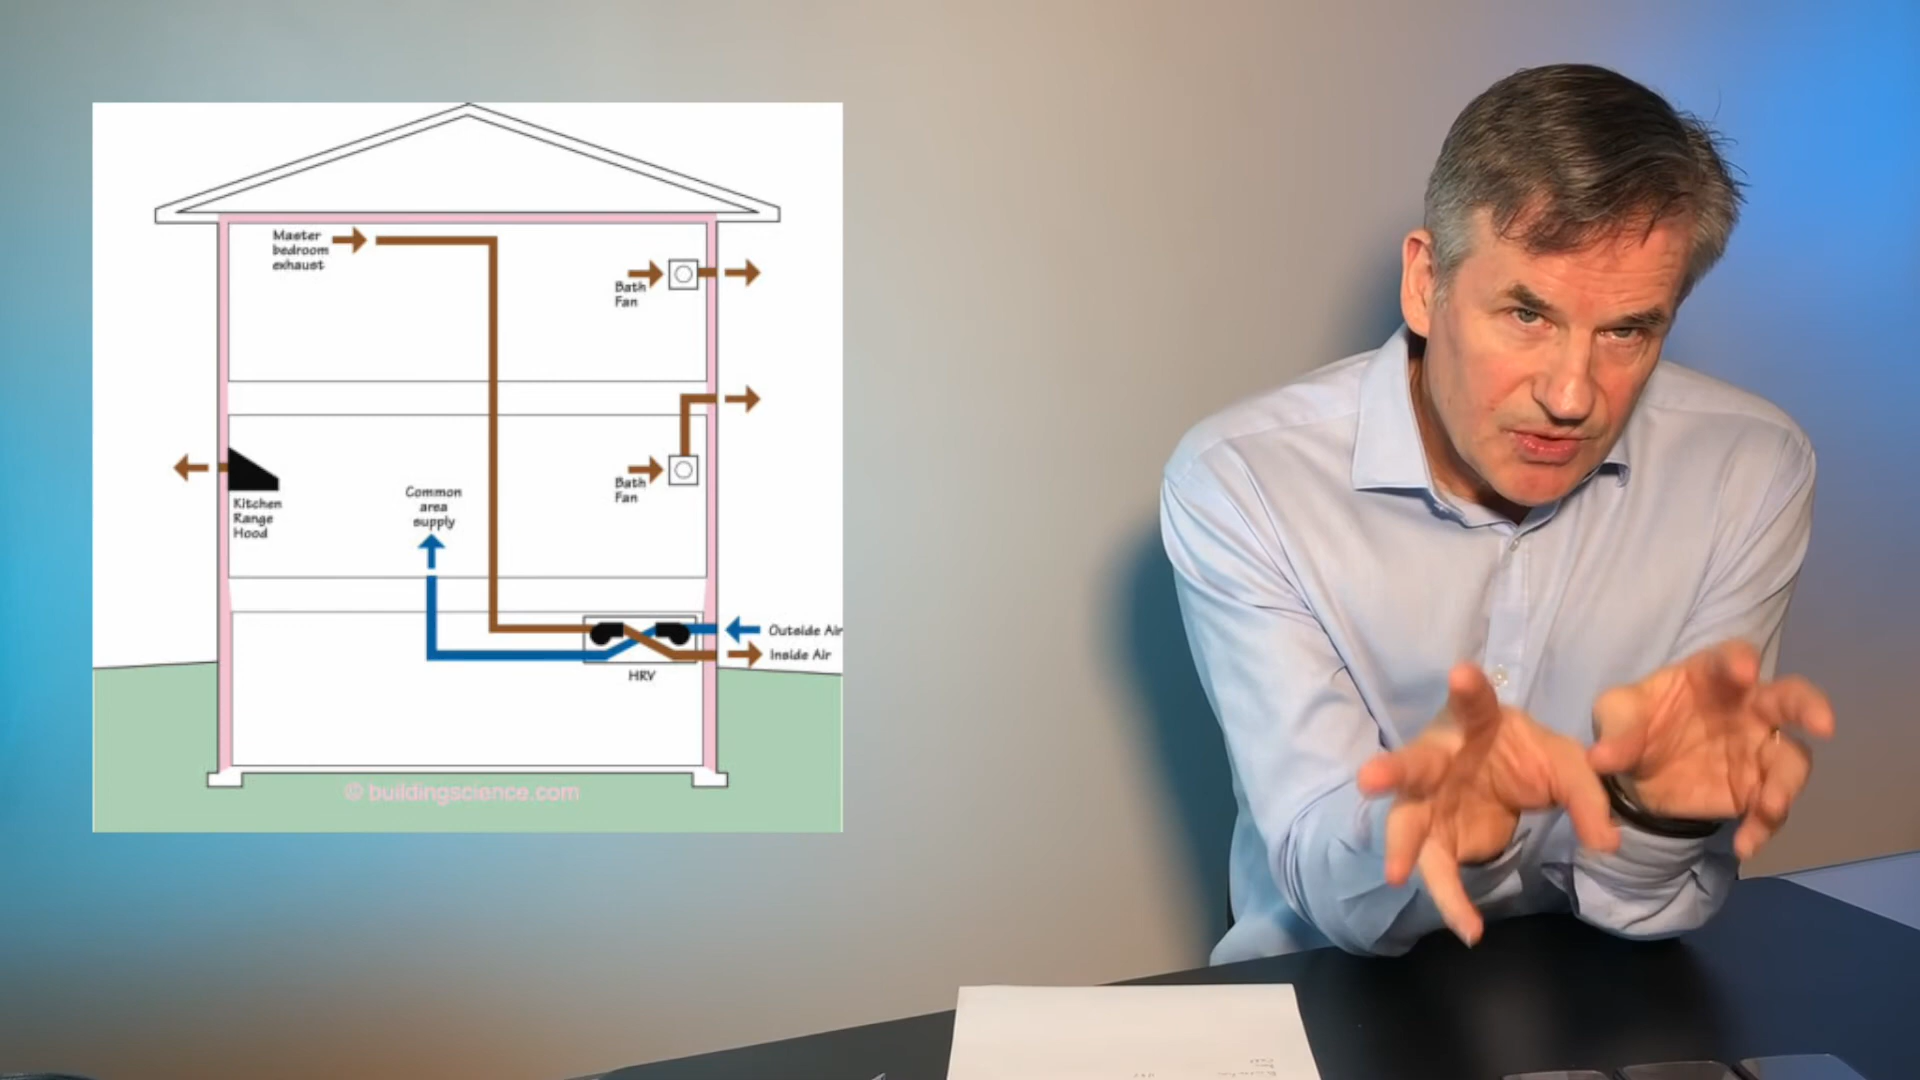 Master
bedroom
exhaust
Bath
Fan
Kitchen
Range
Hood
Common
area
supply
Bath
Fan
Outside Air
Inside Air
HRV
© buildingscience.com